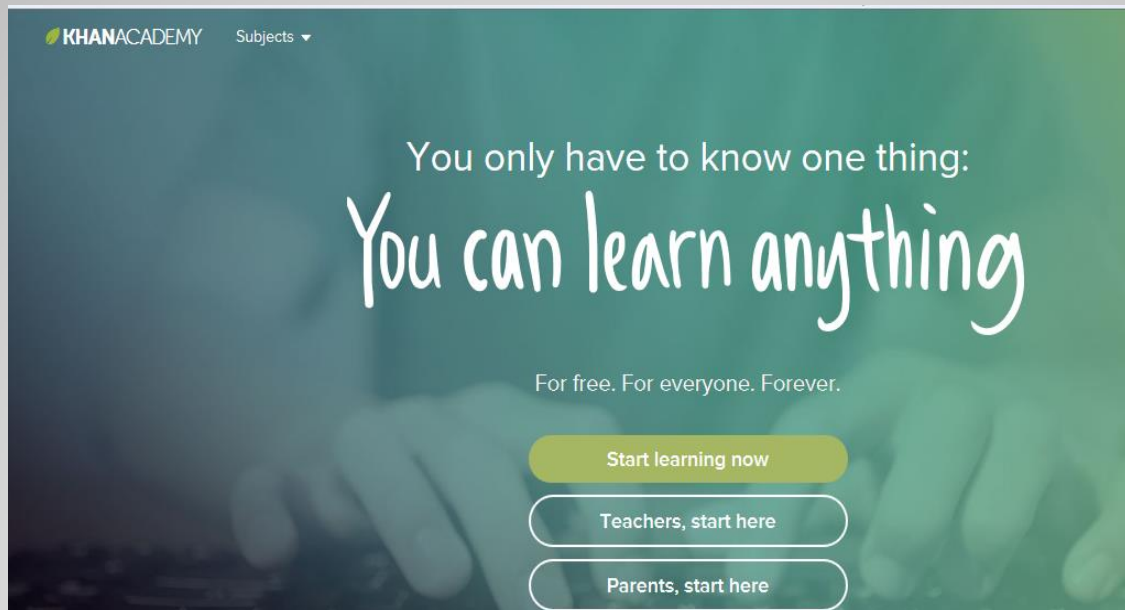 KHANACADEMY Subjects
You only have to know one thing:
You can learn anything
For free. For everyone. Forever.
Start learning now
Teachers, start here
Parents, start here